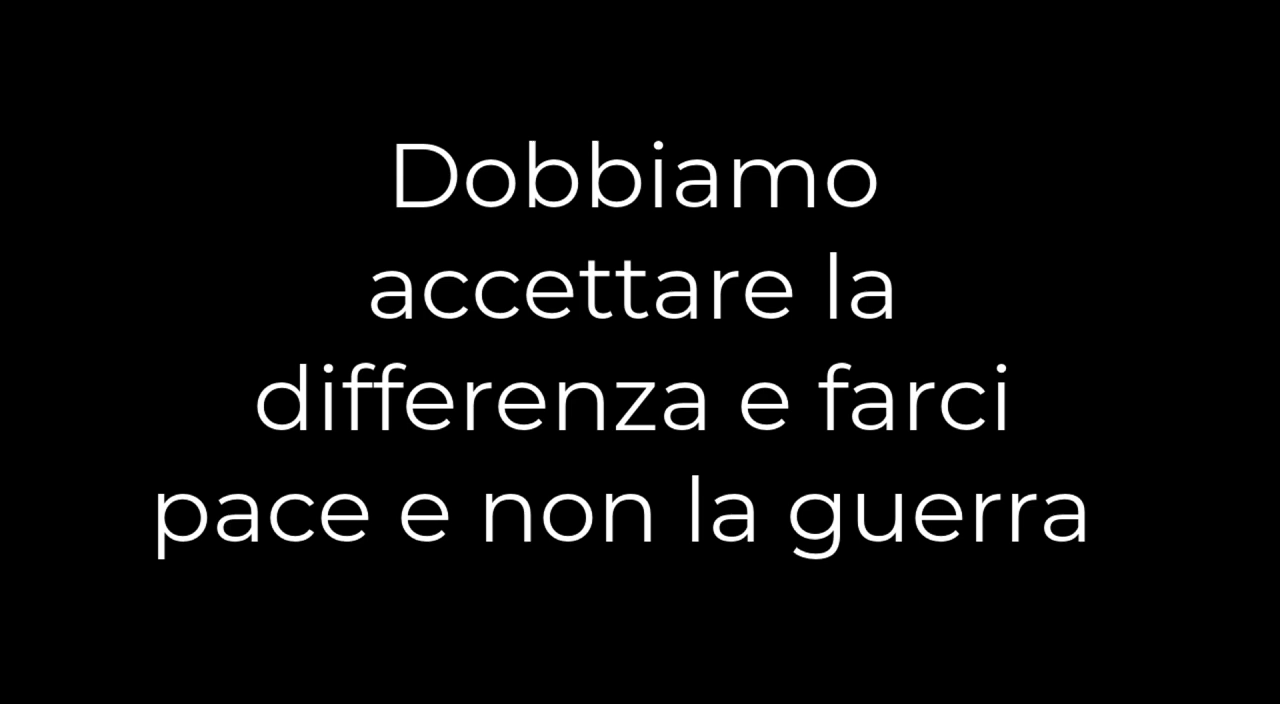 Dobbiamo
accettare la
differenza e farci
pace e non la guerra